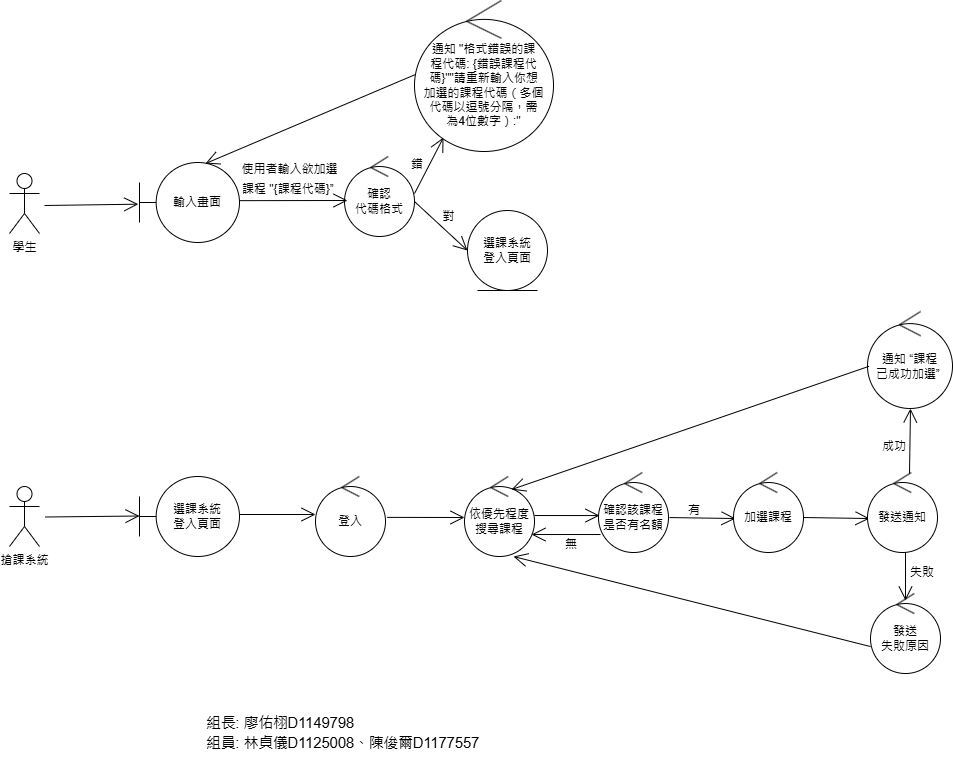 通知 "格式錯誤的課
程代碼: {錯誤課程代
碼}""請重新輸入你想
加選的課程代碼（多個
代碼以逗號分隔，需
為4位數字）:"
使用者輸入欲加選
課程 "{課程代碼}"
錯
輸入畫面
確認
代碼格式
對
學生
選課系統
登入頁面
通知 “課程
已成功加選”
成功
選課系統
登入頁面
登入
依優先程度
搜尋課程
確認該課程
是否有名額
有
加選課程
發送通知
無
搶課系統
失敗
發送
失敗原因
組長: 廖佑栩D1149798
組員: 林貞儀D1125008、陳俊爾D1177557